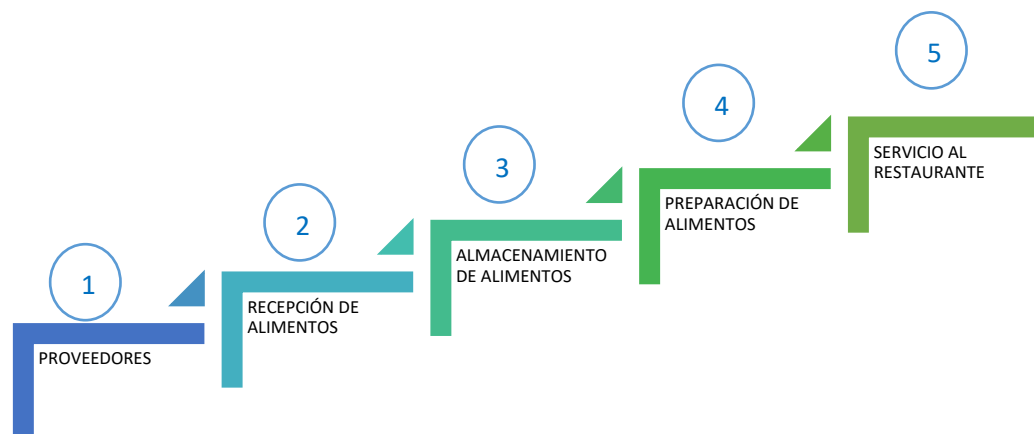 1
PROVEEDORES
2
RECEPCIÓN DE
ALIMENTOS
3
ALMACENAMIENTO
DE ALIMENTOS
4
PREPARACIÓN DE
ALIMENTOS
5
SERVICIO AL
RESTAURANTE